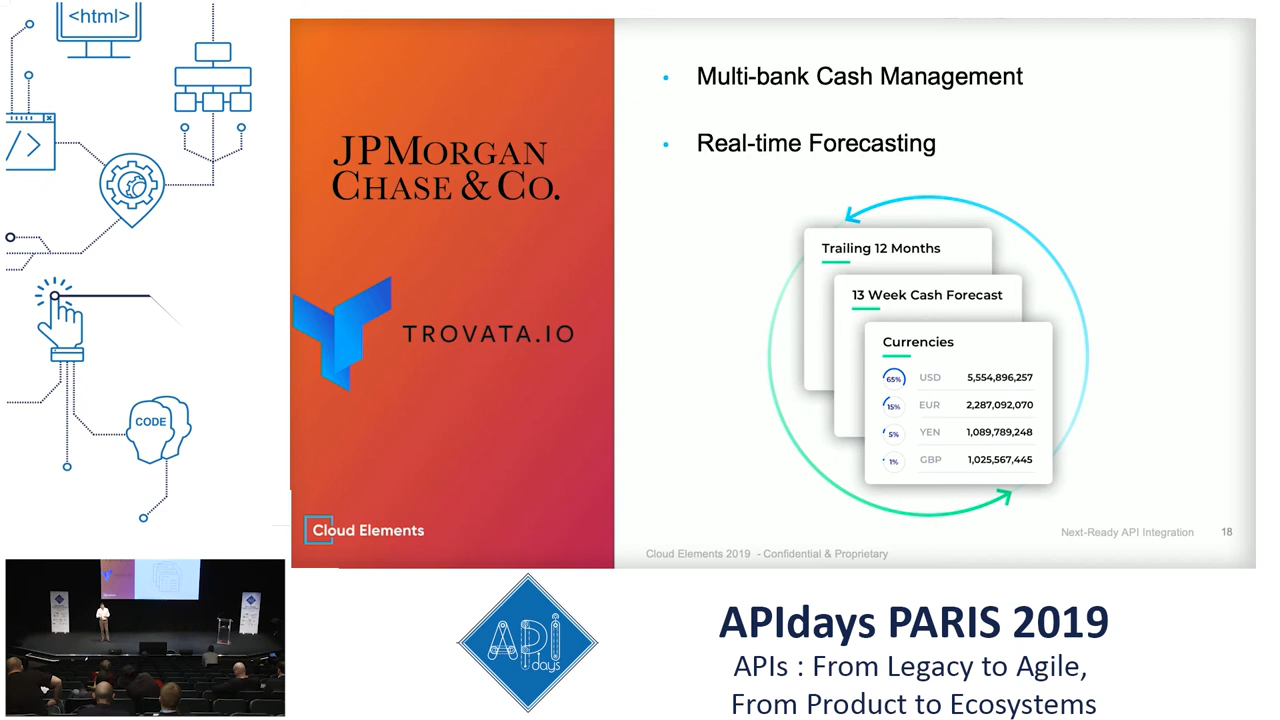 <html>
</>
CODE
JPMORGAN
CHASE & CO.
TROVATA.IO
Cloud Elements
• Multi-bank Cash Management
• Real-time Forecasting
Trailing 12 Months
13 Week Cash Forecast
Currencies
65% USD 5,554,896,257
15% EUR 2,287,092,070
5% YEN 1,089,789,248
1% GBP 1,025,567,445
Next-Ready API Integration 18
Cloud Elements 2019 - Confidential & Proprietary
API
days
APIdays PARIS 2019
APIs : From Legacy to Agile,
From Product to Ecosystems